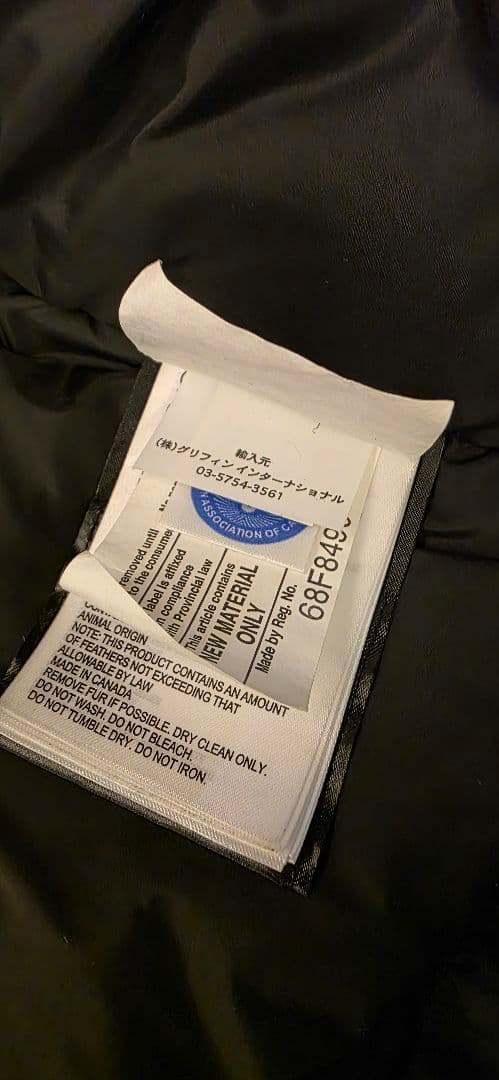 輸入元
(株)グリフィンインターナショナル
03-5754-3561
ASSOCIATION OF
removed until
to the consumer
label is affixed
in compliance
with Provincial law
This article contains
NEW MATERIAL
ONLY
Made by Reg. No.
68F849
ANIMAL ORIGIN
NOTE: THIS PRODUCT CONTAINS AN AMOUNT
OF FEATHERS NOT EXCEEDING THAT
ALLOWABLE BY LAW
MADE IN CANADA
REMOVE FUR IF POSSIBLE. DRY CLEAN ONLY.
DO NOT WASH. DO NOT BLEACH.
DO NOT TUMBLE DRY. DO NOT IRON.